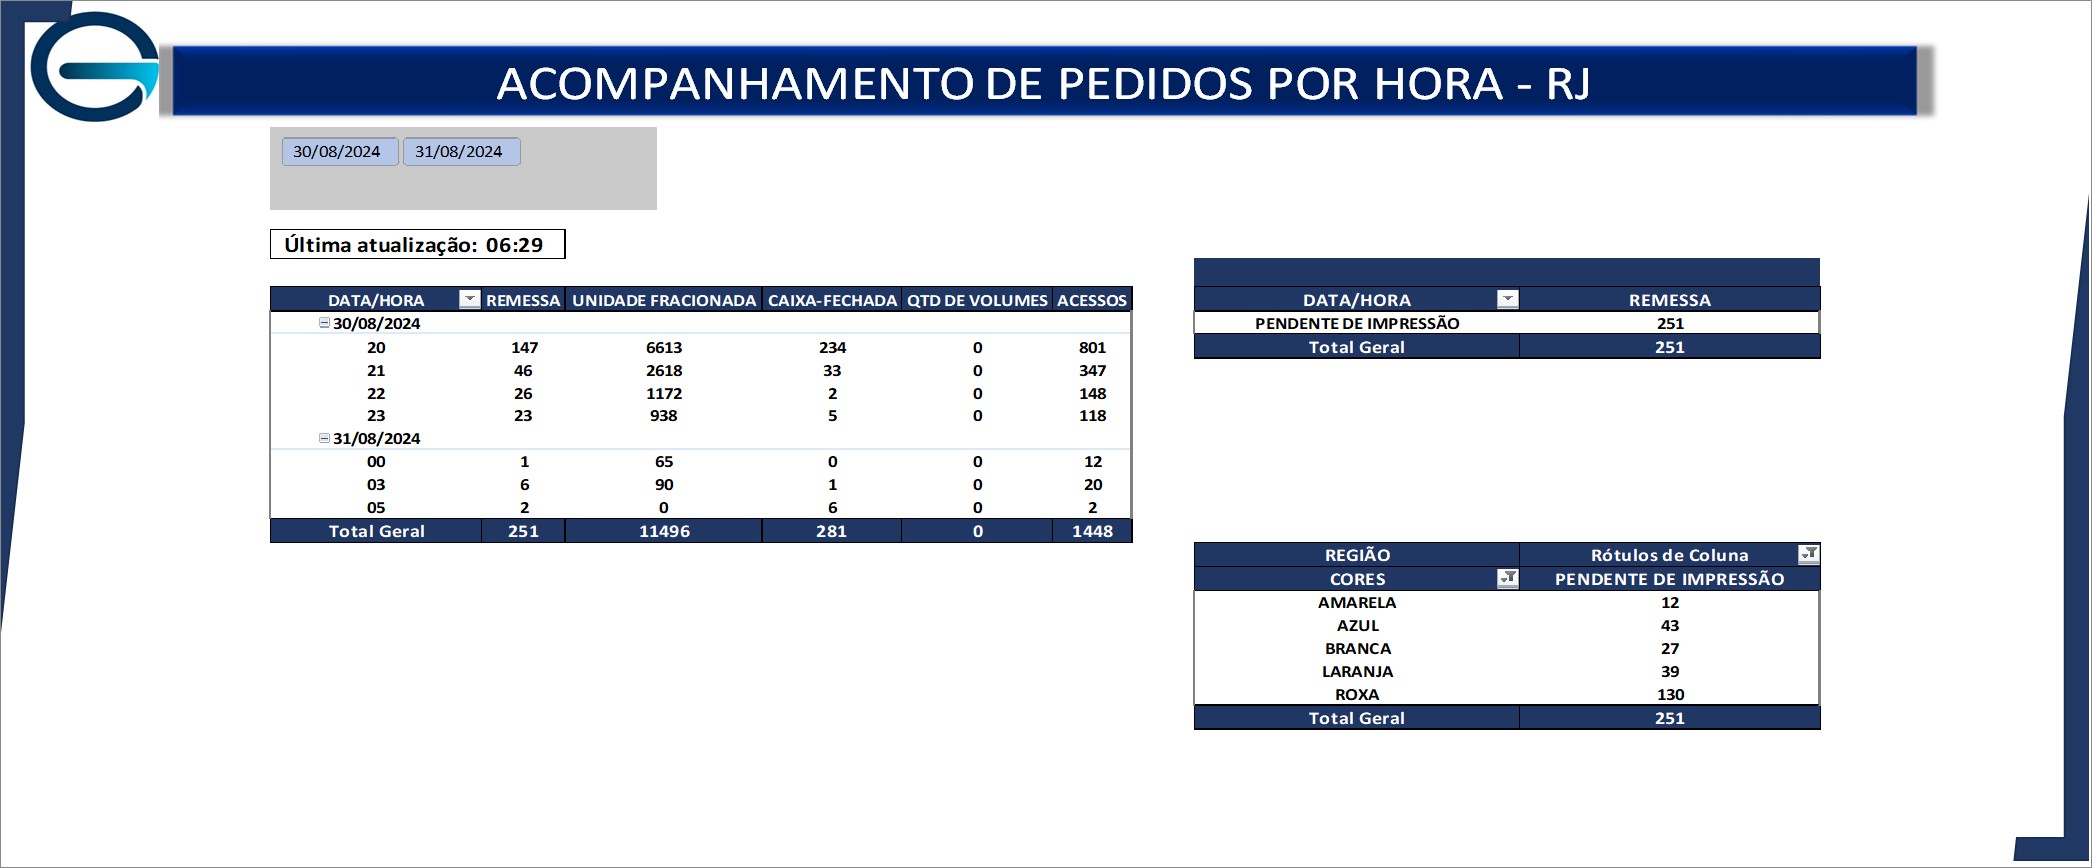 ACOMPANHAMENTO DE PEDIDOS POR HORA - RJ
30/08/2024 31/08/2024
Última atualização: 06:29
DATA/HORA REMESSA UNIDADE FRACIONADA CAIXA-FECHADA QTD DE VOLUMES ACESSOS
30/08/2024
20 147 6613 234 0 801
21 46 2618 33 0 347
22 26 1172 2 0 148
23 23 938 5 0 118
31/08/2024
00 1 65 0 0 12
03 6 90 1 0 20
05 2 0 6 0 2
Total Geral 251 11496 281 0 1448
DATA/HORA REMESSA
PENDENTE DE IMPRESSÃO 251
Total Geral 251
REGIÃO Rótulos de Coluna
CORES PENDENTE DE IMPRESSÃO
AMARELA 12
AZUL 43
BRANCA 27
LARANJA 39
ROXA 130
Total Geral 251